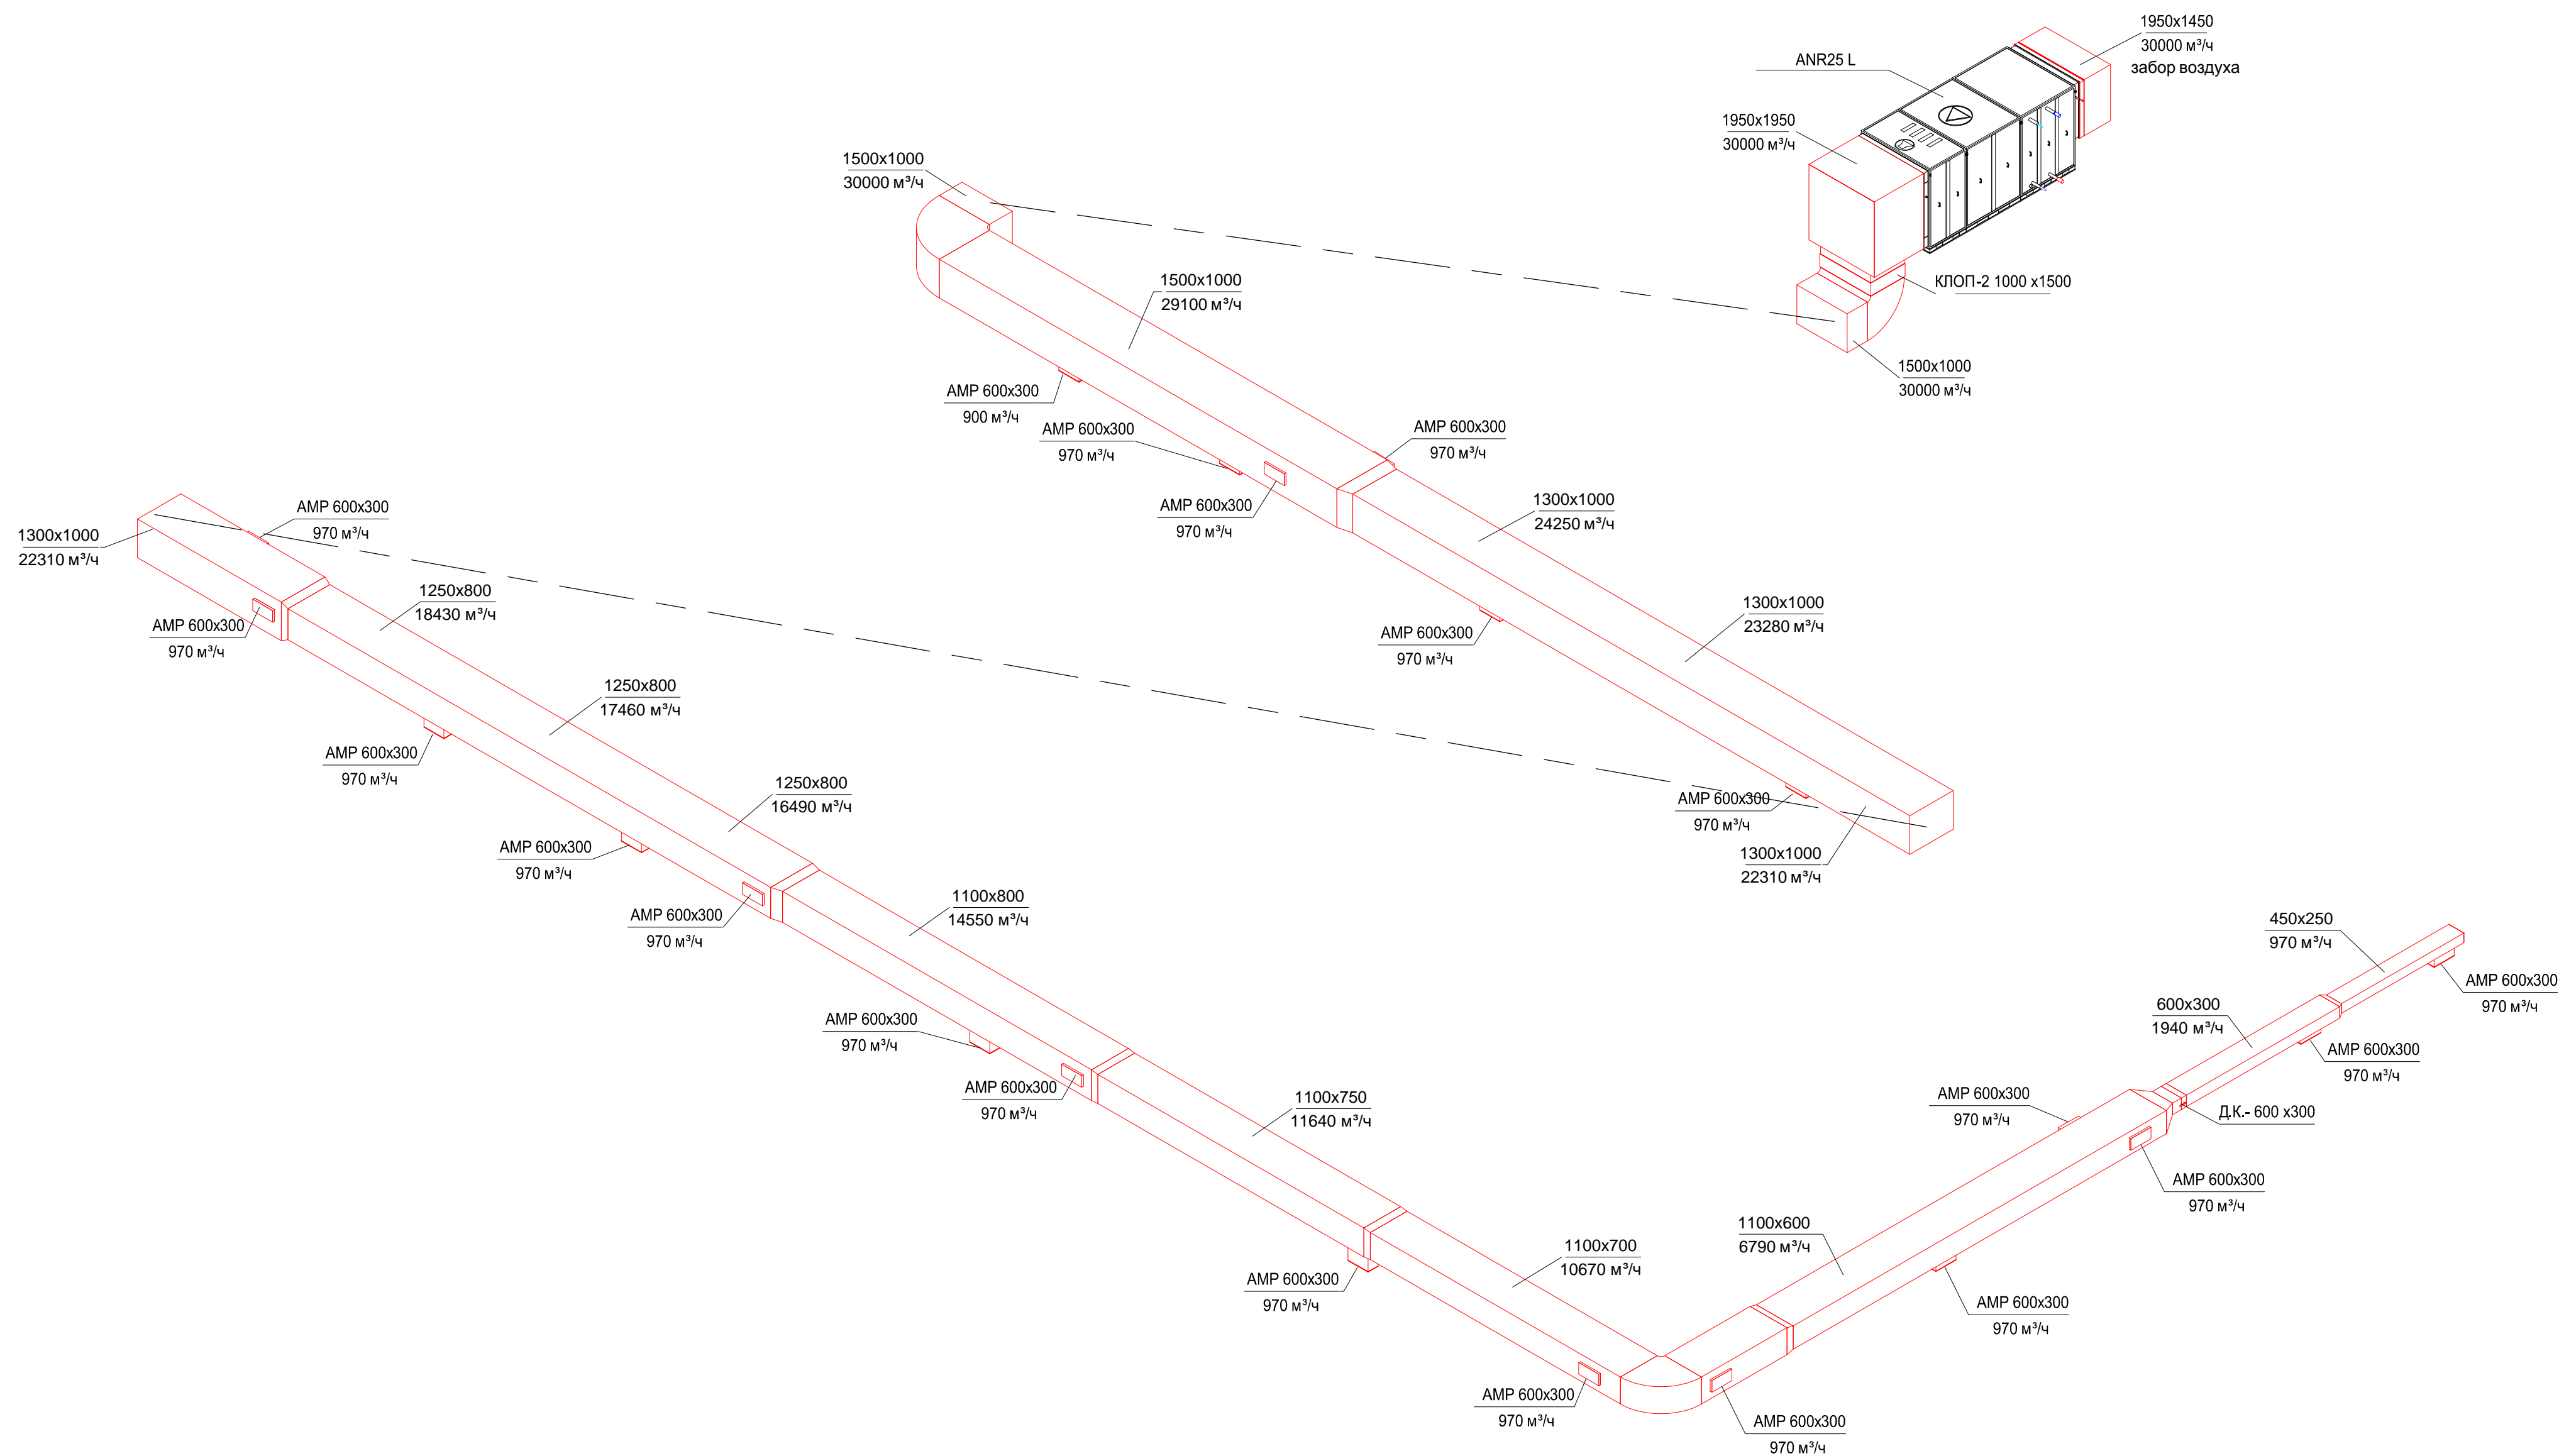 1950x1450
30000 м³/ч
забор воздуха
ANR25 L
1950x1950
30000 м³/ч
1500x1000
30000 м³/ч
КЛОП-2 1000 x1500
1500x1000
29100 м³/ч
1500x1000
30000 м³/ч
АМР 600x300
900 м³/ч
АМР 600x300
970 м³/ч
АМР 600x300
970 м³/ч
АМР 600x300
970 м³/ч
1300x1000
24250 м³/ч
АМР 600x300
970 м³/ч
1300x1000
22310 м³/ч
АМР 600x300
970 м³/ч
1250x800
18430 м³/ч
1300x1000
23280 м³/ч
АМР 600x300
970 м³/ч
1250x800
17460 м³/ч
АМР 600x300
970 м³/ч
1250x800
16490 м³/ч
АМР 600x300
970 м³/ч
1300x1000
22310 м³/ч
АМР 600x300
970 м³/ч
АМР 600x300
970 м³/ч
1100x800
14550 м³/ч
450x250
970 м³/ч
АМР 600x300
970 м³/ч
600x300
1940 м³/ч
АМР 600x300
970 м³/ч
АМР 600x300
970 м³/ч
АМР 600x300
970 м³/ч
1100x750
11640 м³/ч
АМР 600x300
970 м³/ч
Д.К.- 600 x300
АМР 600x300
970 м³/ч
1100x600
6790 м³/ч
1100x700
10670 м³/ч
АМР 600x300
970 м³/ч
АМР 600x300
970 м³/ч
АМР 600x300
970 м³/ч
АМР 600x300
970 м³/ч